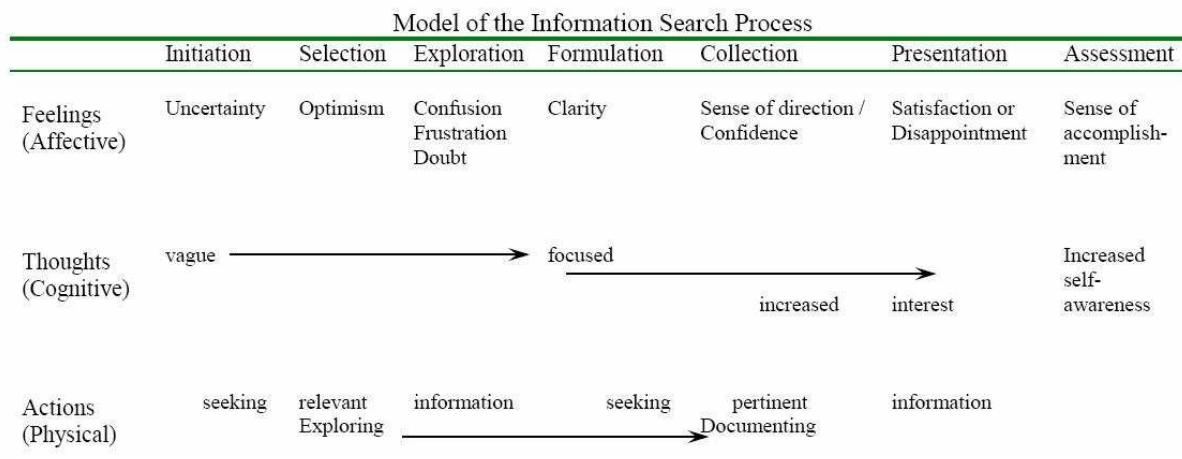 Model of the Information Search Process
Initiation Selection Exploration Formulation Collection Presentation Assessment
Feelings (Affective)
Uncertainty
Optimism
Confusion
Frustration
Doubt
Clarity
Sense of direction /
Confidence
Satisfaction or
Disappointment
Sense of
accomplish-
ment
Thoughts
(Cognitive)
vague
focused
increased interest
Increased
self-
awareness
Actions
(Physical)
seeking relevant information seeking pertinent information
Exploring Documenting